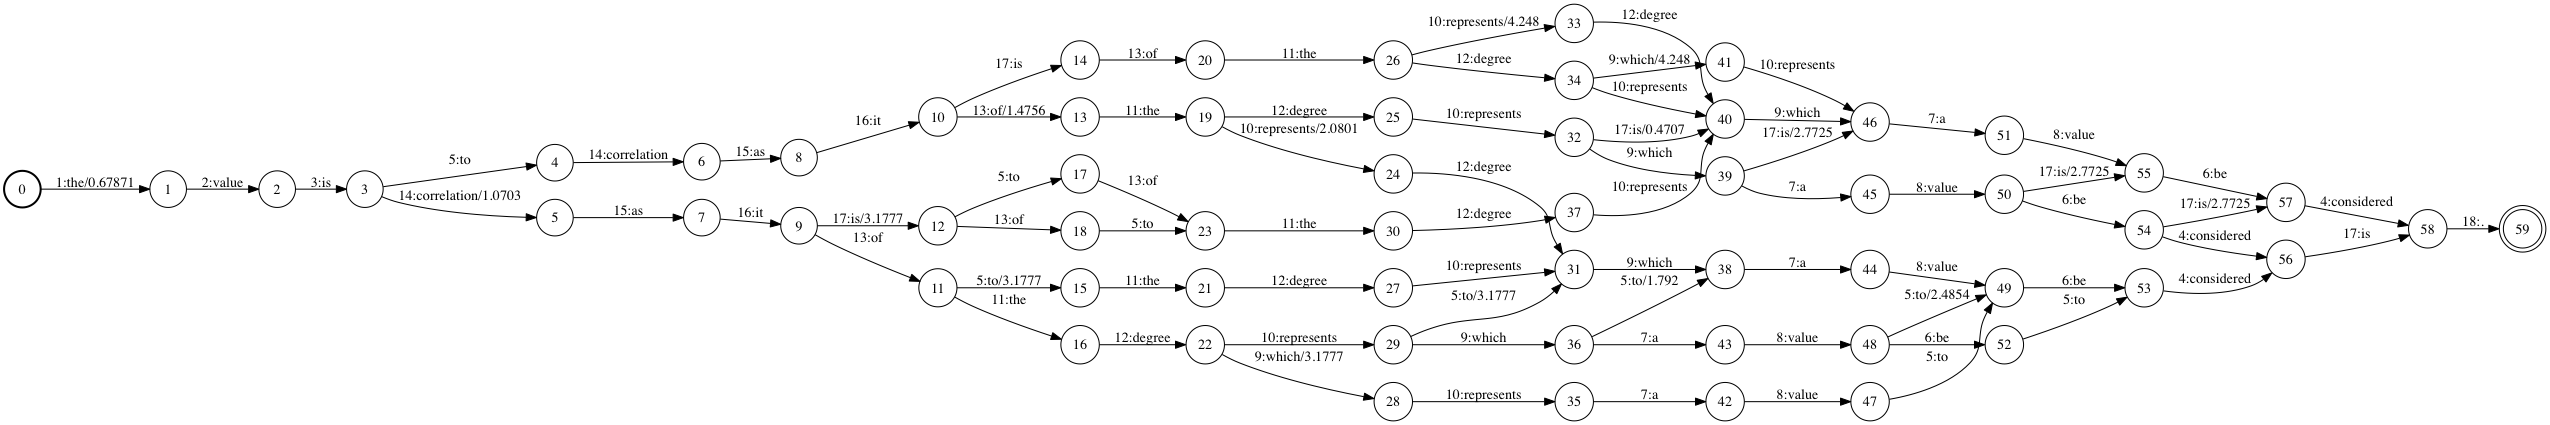 0 1:the/0.67871 1 2:value 2 3:is 3
5:to 4 14:correlation 6 15:as 8
14:correlation/1.0703 5 15:as 7 16:it 9
16:it 10
17:is 14 13:of 20 11:the 26
13:of/1.4756 13 11:the 19
17:is/3.1777 12
13:of 11
5:to 17 13:of
13:of 18 5:to 23 11:the 30
5:to/3.1777 15 11:the 21 12:degree 27
11:the 16 12:degree 22
12:degree 25 10:represents 32
10:represents/2.0801 24 12:degree
10:represents/4.248 33 12:degree
12:degree 34 9:which/4.248 41 10:represents
10:represents 40 9:which 46 7:a 51 8:value 55 6:be 57 4:considered 58 18:. 59
17:is/0.4707
9:which 39 17:is/2.7725
12:degree 37 10:represents
7:a 45 8:value 50 17:is/2.7725
6:be 54 17:is/2.7725
4:considered 56 17:is
10:represents 31 9:which 38 7:a 44 8:value 49 6:be 53 4:considered
10:represents 29 5:to/3.1777
9:which 36 5:to/1.792
7:a 43 8:value 48 5:to/2.4854
6:be 52 5:to
9:which/3.1777 28 10:represents 35 7:a 42 8:value 47 5:to